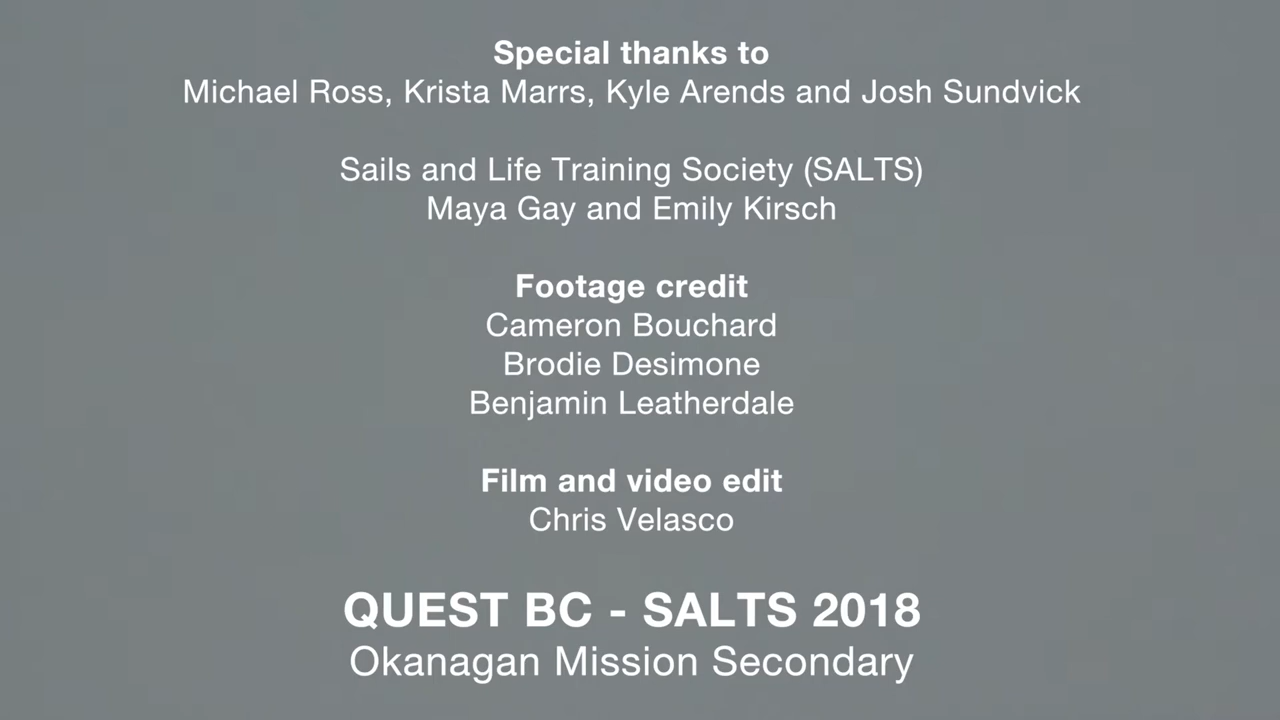 Special thanks to
Michael Ross, Krista Marrs, Kyle Arends and Josh Sundvick
Sails and Life Training Society (SALTS)
Maya Gay and Emily Kirsch
Footage credit
Cameron Bouchard
Brodie Desimone
Benjamin Leatherdale
Film and video edit
Chris Velasco
QUEST BC - SALTS 2018
Okanagan Mission Secondary